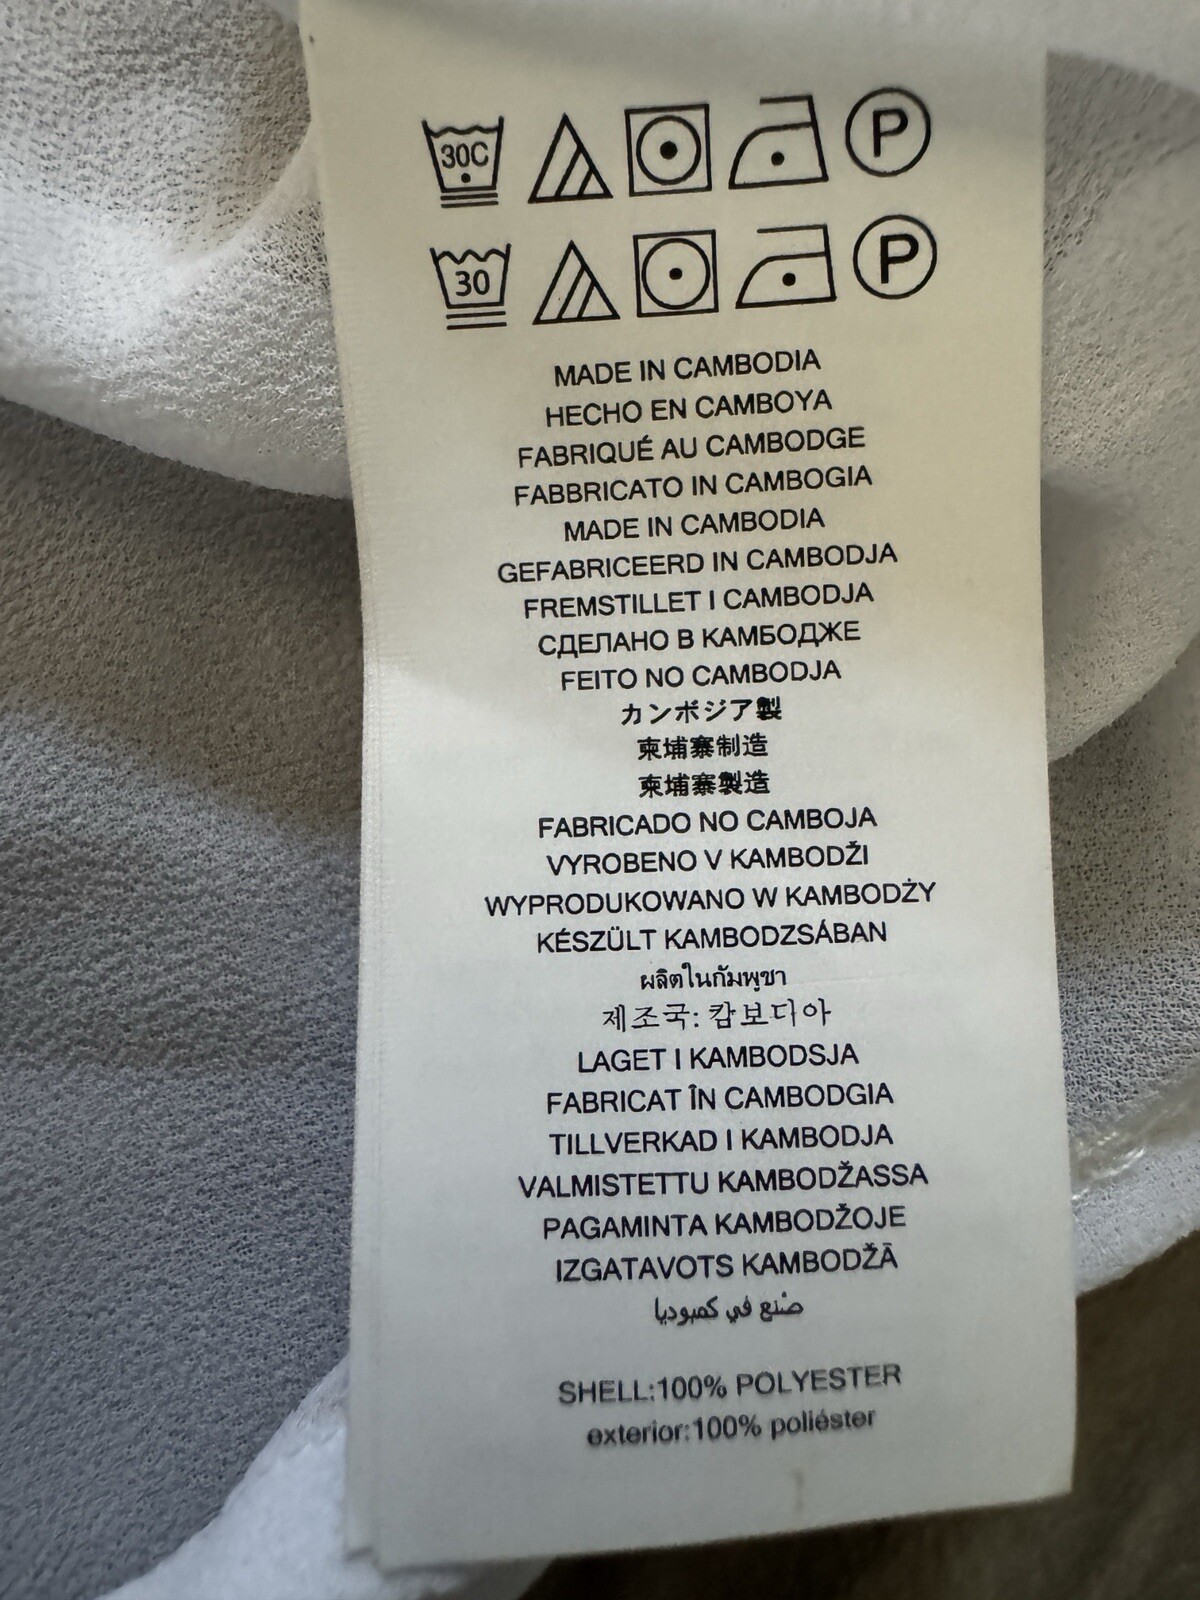 30C P
30 P
MADE IN CAMBODIA
HECHO EN CAMBOYA
FABRIQUÉ AU CAMBODGE
FABBRICATO IN CAMBOGIA
MADE IN CAMBODIA
GEFABRICEERD IN CAMBODJA
FREMSTILLET I CAMBODJA
СДЕЛАНО В КАМБОДЖЕ
FEITO NO CAMBODJA
カンボジア製
柬埔寨制造
柬埔寨製造
FABRICADO NO CAMBOJA
VYROBENO V KAMBODŽI
WYPRODUKOWANO W KAMBODŻY
KÉSZÜLT KAMBODZSÁBAN
ผลิตในกัมพูชา
제조국: 캄보디아
LAGET I KAMBODSJA
FABRICAT ÎN CAMBODGIA
TILLVERKAD I KAMBODJA
VALMISTETTU KAMBODŽASSA
PAGAMINTA KAMBODŽOJE
IZGATAVOTS KAMBODŽĀ
صُنع في كمبوديا
SHELL:100% POLYESTER
exterior:100% poliéster